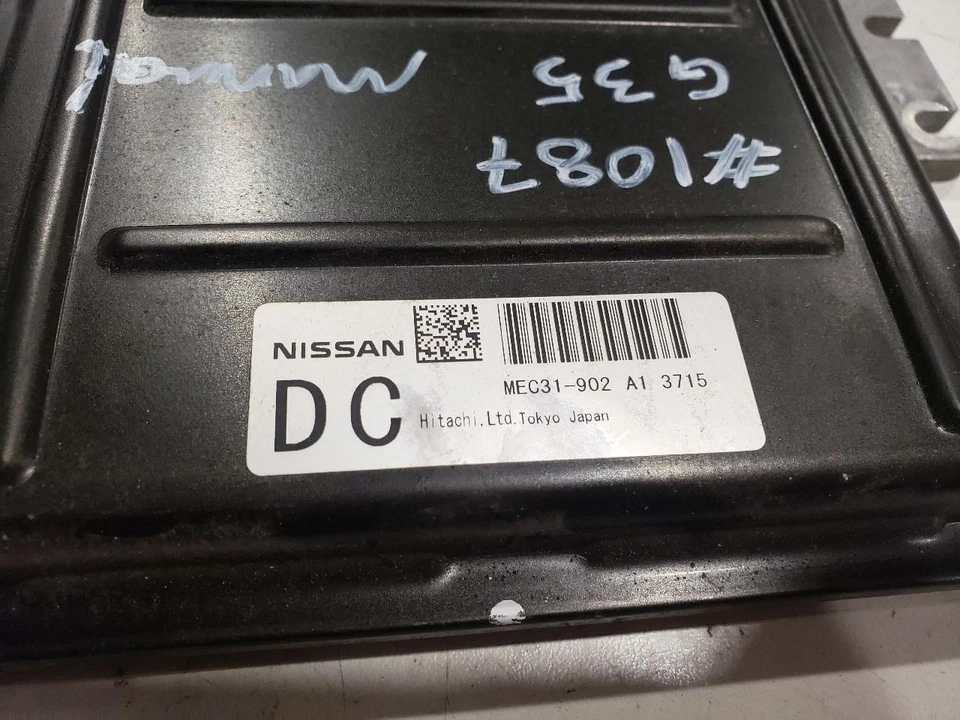 #1087
G35 Manual
NISSAN
DC
MEC31-902 A1 3715
Hitachi,Ltd.Tokyo Japan